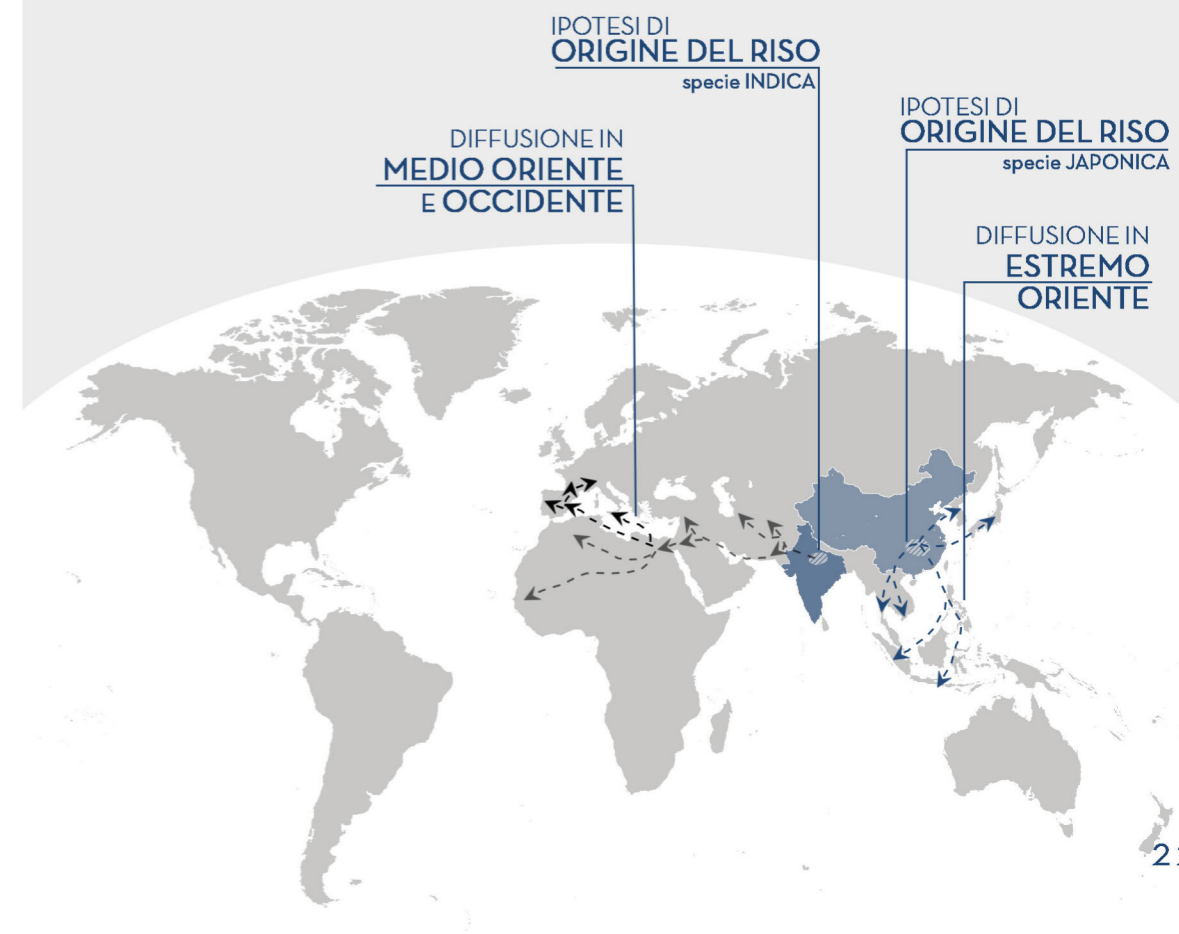 IPOTESI DI
ORIGINE DEL RISO
specie INDICA
IPOTESI DI
ORIGINE DEL RISO
specie JAPONICA
DIFFUSIONE IN
MEDIO ORIENTE
E OCCIDENTE
DIFFUSIONE IN
ESTREMO
ORIENTE